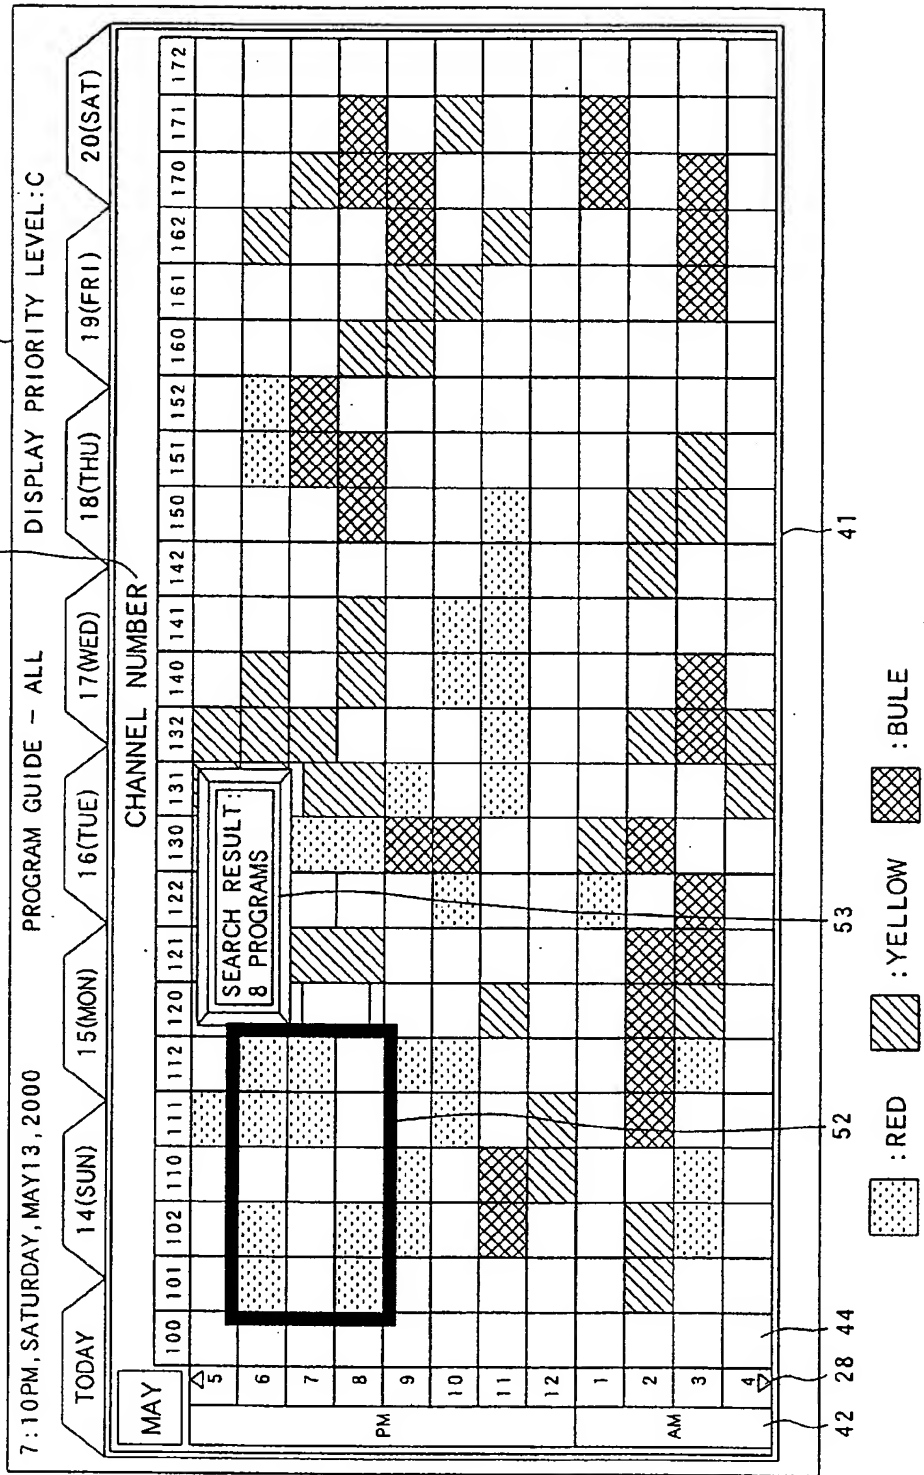 7:10PM, SATURDAY, MAY13, 2000 PROGRAM GUIDE – ALL DISPLAY PRIORITY LEVEL:C
TODAY 14(SUN) 15(MON) 16(TUE) 17(WED) 18(THU) 19(FRI) 20(SAT)
MAY CHANNEL NUMBER
100 101 102 110 111 112 120 121 122 130 131 132 140 141 142 150 151 152 160 161 162 170 171 172
PM
5
6
7
8
9
10
11
12
AM
1
2
3
4
SEARCH RESULT:
8 PROGRAMS
42 28 44 52 53 41
:RED :YELLOW :BULE